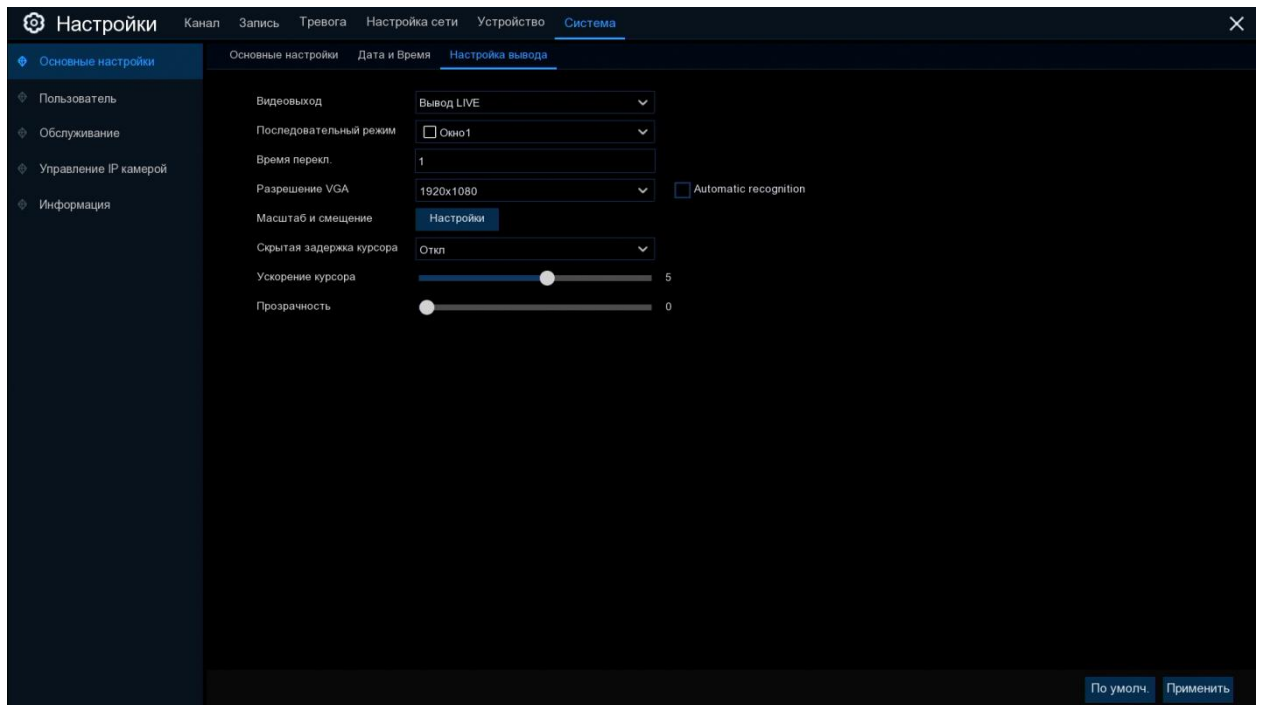 Настройки Канал Запись Тревога Настройка сети Устройство Система
Основные настройки Дата и Время Настройка вывода
Основные настройки
Пользователь
Обслуживание
Управление IP камерой
Информация
Видеовыход Вывод LIVE
Последовательный режим Окно1
Время перекл. 1
Разрешение VGA 1920x1080 Automatic recognition
Масштаб и смещение Настройки
Скрытая задержка курсора Откл
Ускорение курсора 5
Прозрачность 0
По умолч. Применить